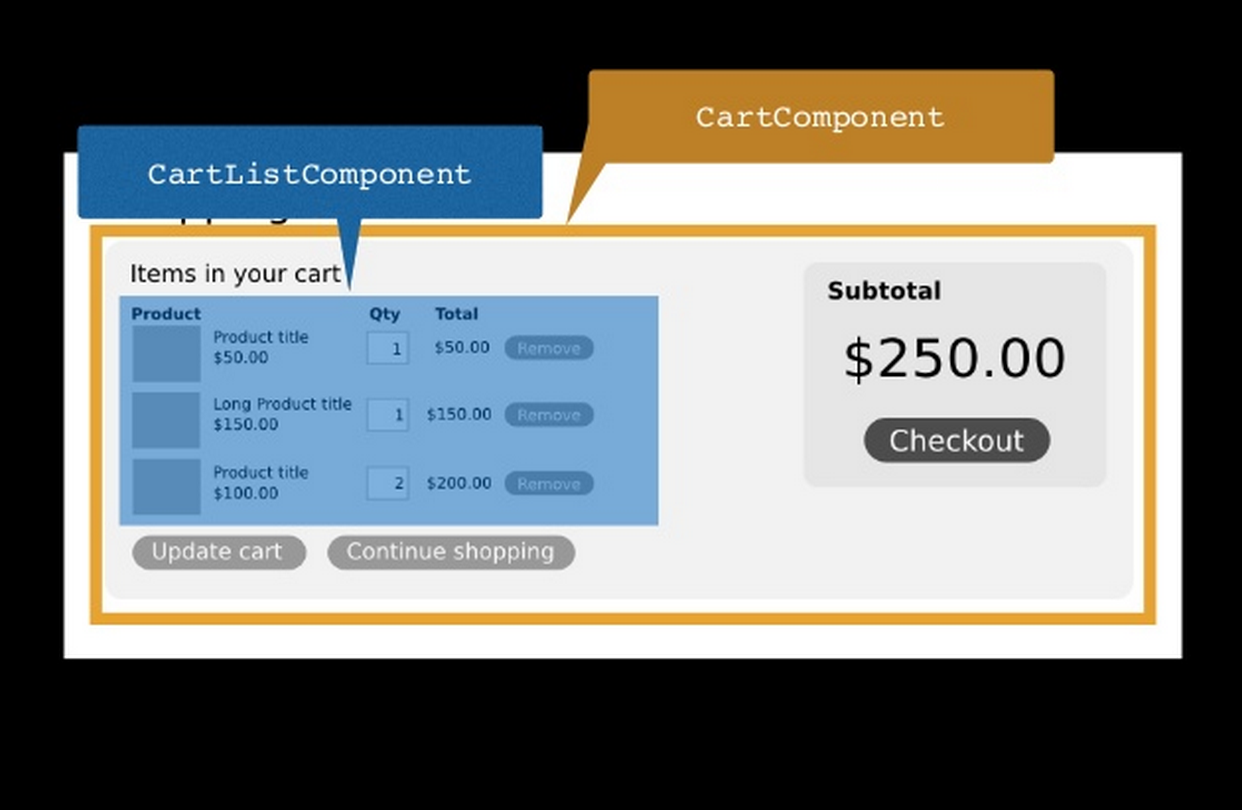 CartComponent
CartListComponent
Items in your cart
Product Qty Total
Product title
$50.00
1 $50.00 Remove
Long Product title
$150.00
1 $150.00 Remove
Product title
$100.00
2 $200.00 Remove
Update cart Continue shopping
Subtotal
$250.00
Checkout